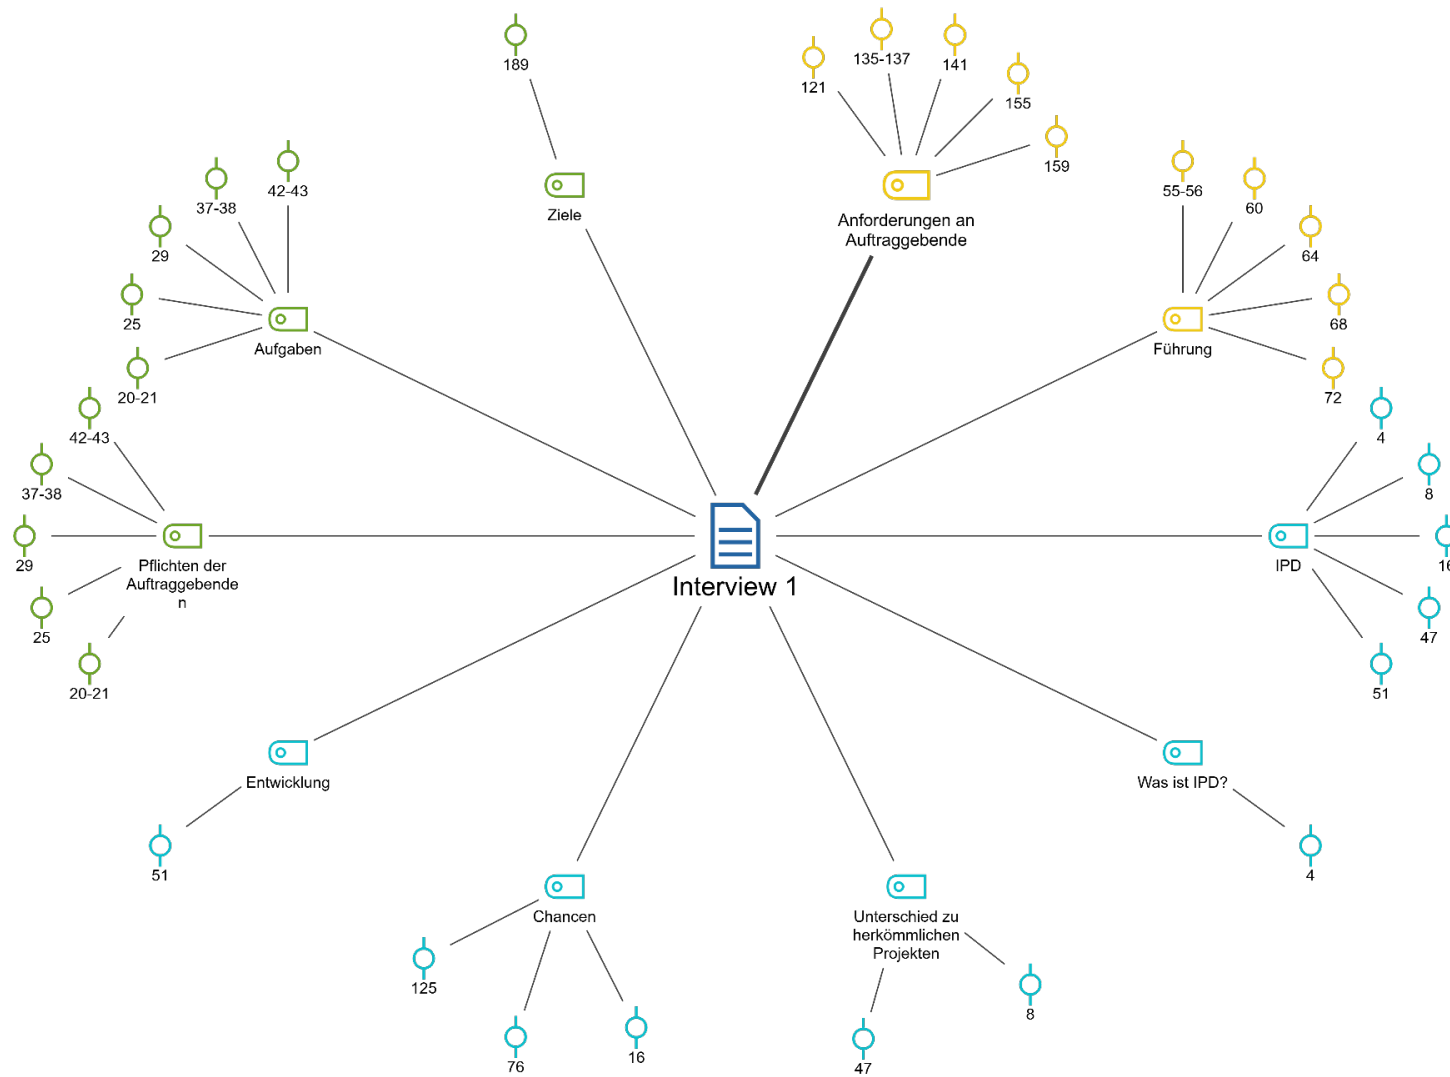 189
Ziele
121
135-137
141
155
159
Anforderungen an
Auftraggebende
42-43
37-38
29
25
20-21
Aufgaben
55-56
60
64
68
72
Führung
42-43
37-38
29
25
20-21
Pflichten der
Auftraggebende
n
Interview 1
4
8
16
47
51
IPD
Entwicklung
51
Chancen
125
76
16
Unterschied zu
herkömmlichen
Projekten
47
8
Was ist IPD?
4